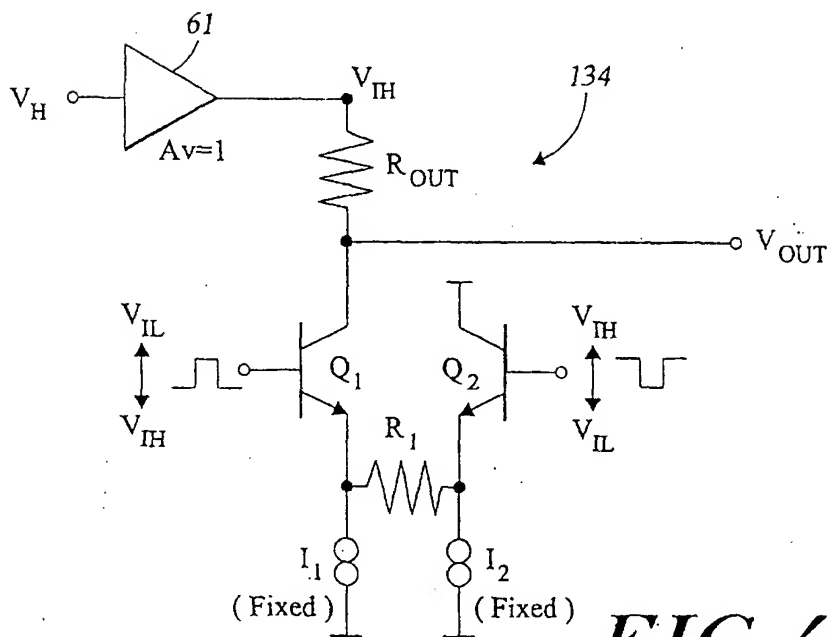 61
134
V_H
V_IH
Av=1
R_OUT
V_OUT
V_IL
V_IH
Q_1
Q_2
V_IH
V_IL
R_1
I_1
I_2
(Fixed)
(Fixed)